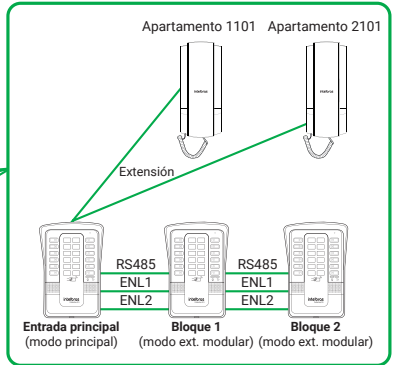 Apartamento 1101 Apartamento 2101
intelbras intelbras
Extensión
RS485 RS485
ENL1 ENL1
ENL2 ENL2
intelbras intelbras intelbras
Entrada principal Bloque 1 Bloque 2
(modo principal) (modo ext. modular) (modo ext. modular)